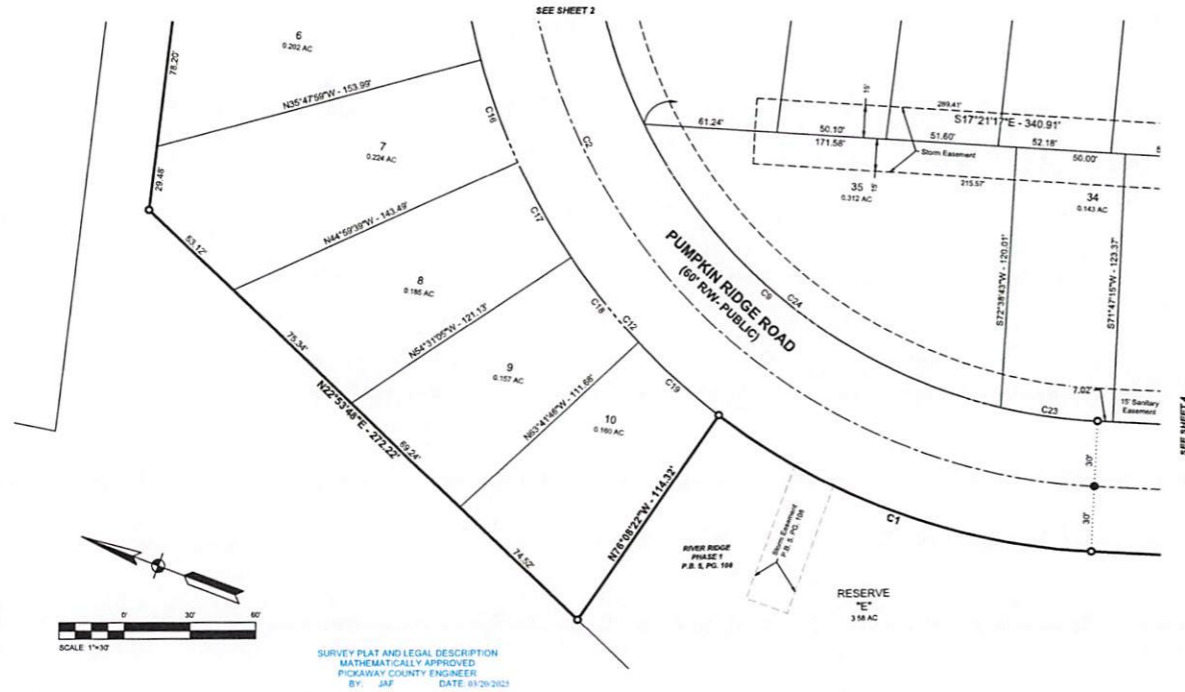 SEE SHEET 2
6
0.202 AC
78.20'
N35°47'59"W - 153.99'
29.48'
7
0.224 AC
C16
C2
61.24'
15'
289.41'
S17°21'17"E - 340.91'
50.10'
171.58'
51.60'
52.18'
50.00'
Storm Easement
15'
215.57'
35
0.312 AC
34
0.143 AC
N44°59'39"W - 143.49'
C17
53.12'
8
0.185 AC
N54°31'05"W - 121.13'
C18
C12
PUMPKIN RIDGE ROAD
(60' R/W- PUBLIC)
C9
C24
S72°38'43"W - 120.01'
S71°47'15"W - 123.37'
75.34'
N22°53'48"E - 272.22'
9
0.157 AC
N63°41'48"W - 111.68'
C19
7.02'
15' Sanitary
Easement
C23
SEE SHEET 4
69.24'
10
0.160 AC
30'
30'
N76°08'22"W - 114.32'
C1
74.52'
Storm Easement
P.B. 5, PG. 108
RIVER RIDGE
PHASE 1
P.B. 5, PG. 108
RESERVE
"E"
3.58 AC
0'
30'
60'
SCALE: 1"=30'
SURVEY PLAT AND LEGAL DESCRIPTION
MATHEMATICALLY APPROVED
PICKAWAY COUNTY ENGINEER
BY: JAF DATE: 03/20/2025